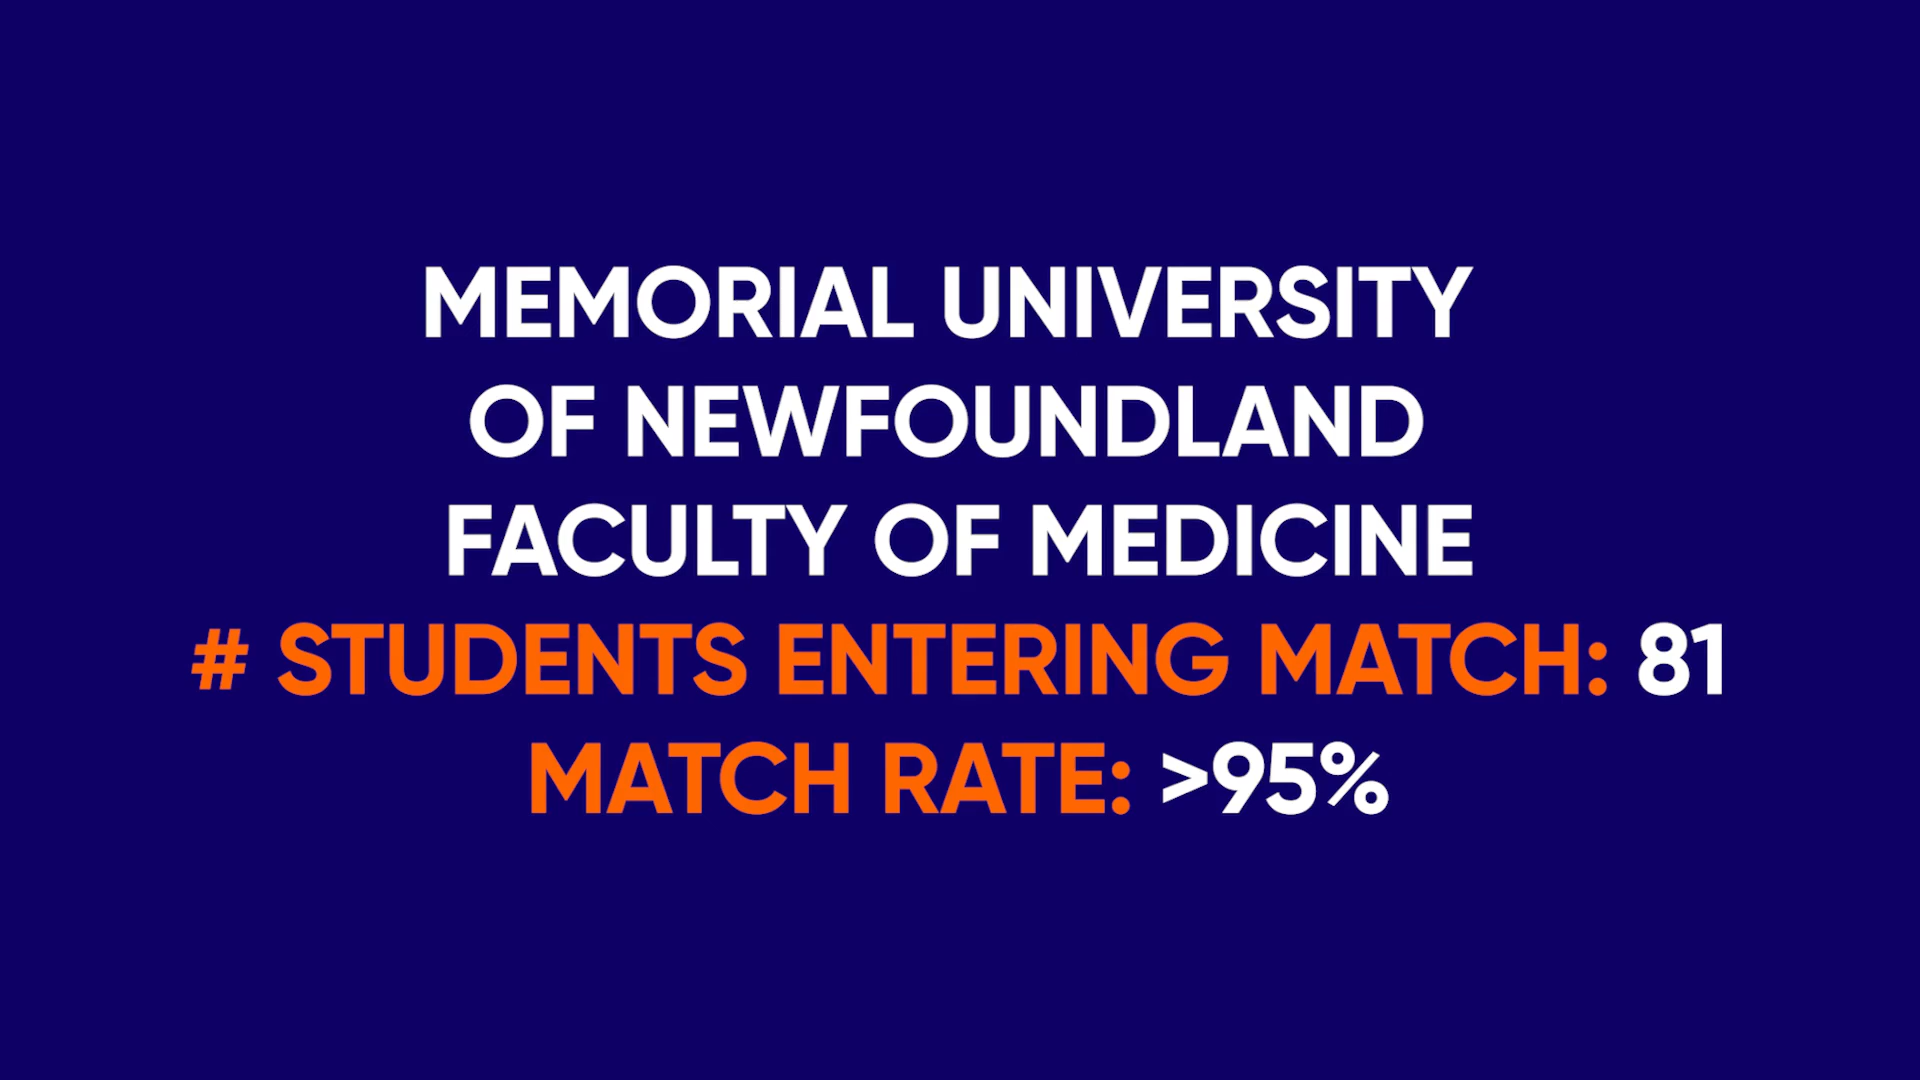 MEMORIAL UNIVERSITY
OF NEWFOUNDLAND
FACULTY OF MEDICINE
# STUDENTS ENTERING MATCH: 81
MATCH RATE: >95%